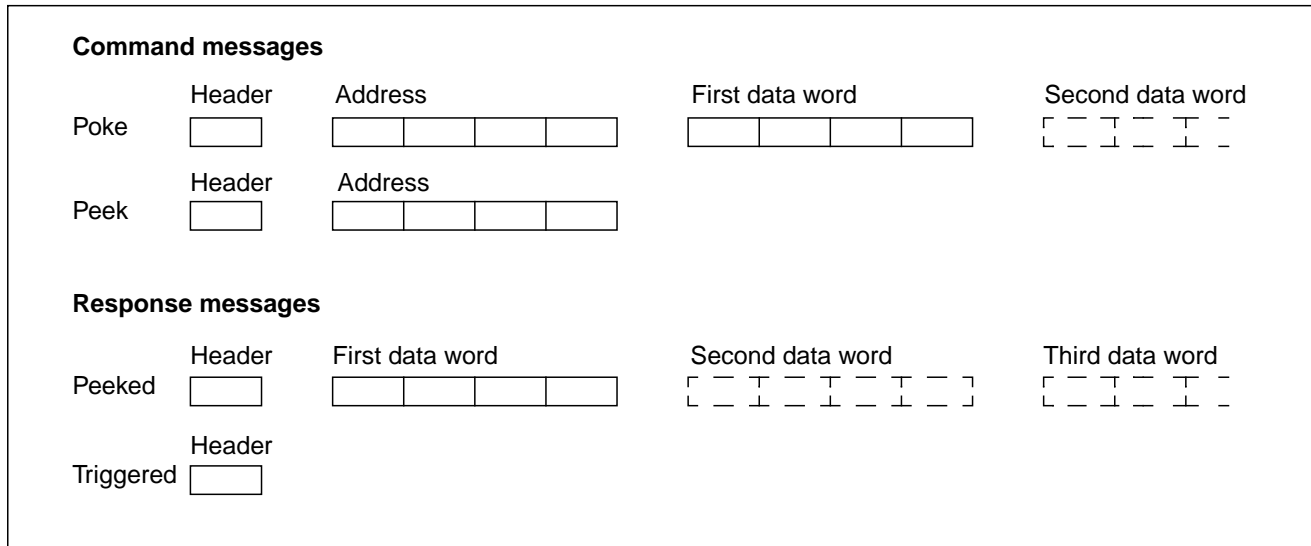 Command messages
Header Address First data word Second data word
Poke
Header Address
Peek
Response messages
Header First data word Second data word Third data word
Peeked
Header
Triggered